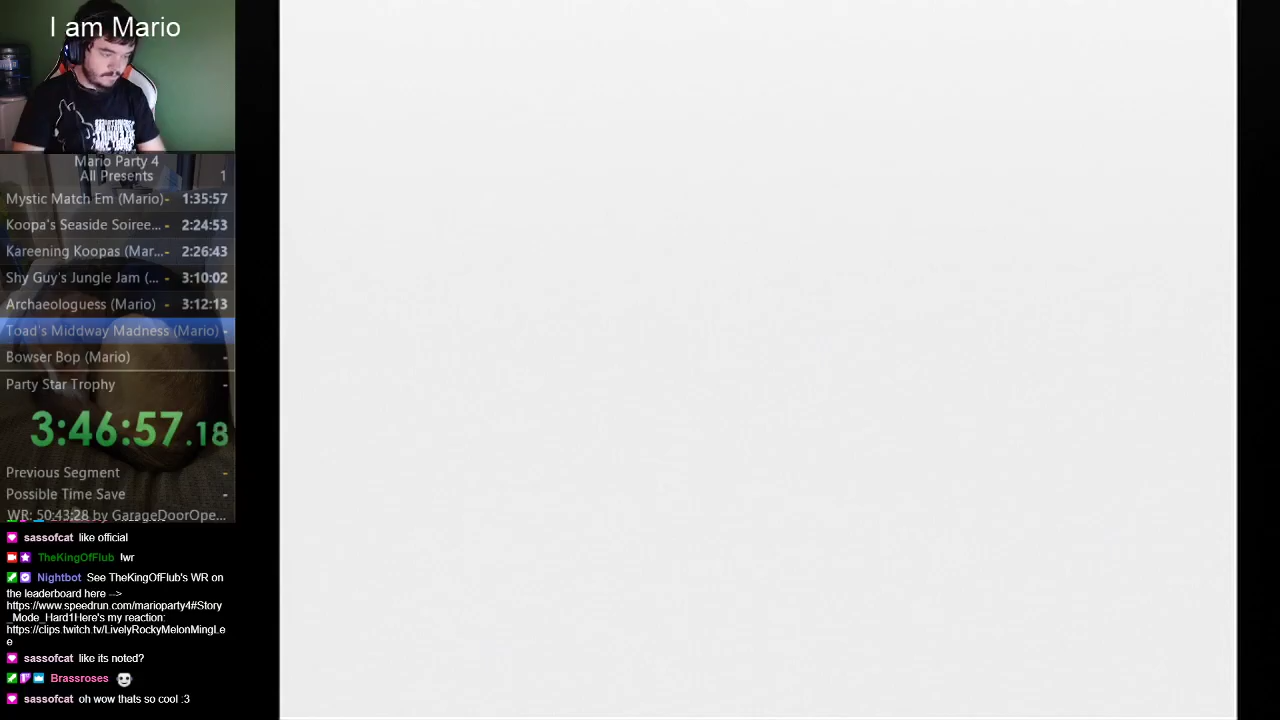 I am Mario
Mario Party 4
All Presents 1
Mystic Match Em (Mario) - 1:35:57
Koopa's Seaside Soiree... - 2:24:53
Kareening Koopas (Mar... - 2:26:43
Shy Guy's Jungle Jam (... - 3:10:02
Archaeologuess (Mario) - 3:12:13
Toad's Middway Madness (Mario) -
Bowser Bop (Mario) -
Party Star Trophy -
3:46:57.18
Previous Segment -
Possible Time Save -
WR: 50:43:28 by GarageDoorOpe...
sassofcat like official
TheKingOfFlub !wr
Nightbot See TheKingOfFlub's WR on
the leaderboard here -->
https://www.speedrun.com/marioparty4#Story
_Mode_Hard1Here's my reaction:
https://clips.twitch.tv/LivelyRockyMelonMingLe
e
sassofcat like its noted?
Brassroses
sassofcat oh wow thats so cool :3